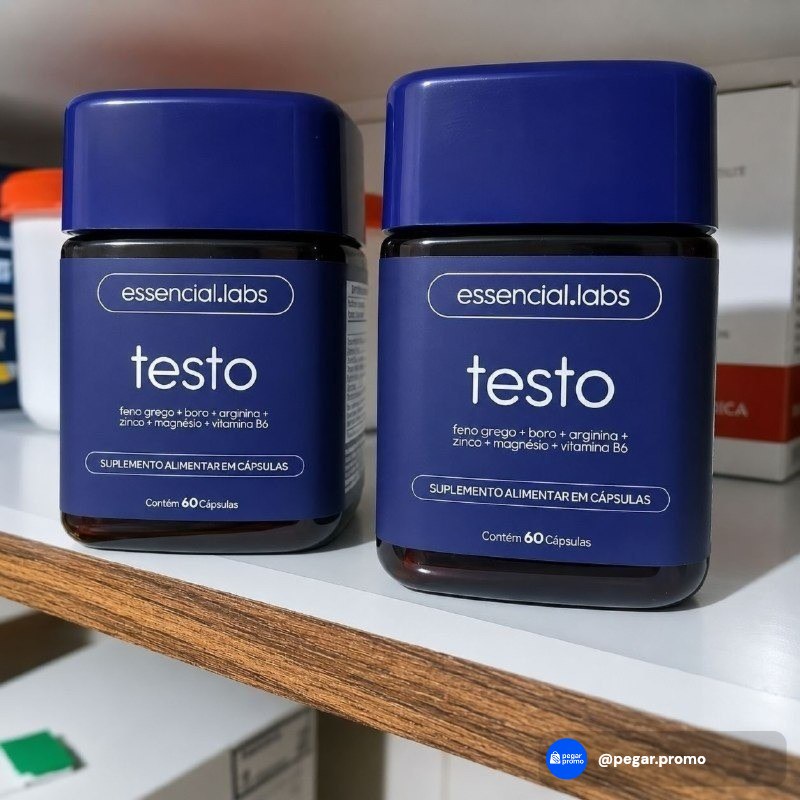 essencial.labs
testo
feno grego + boro + arginina +
zinco + magnésio + vitamina B6
SUPLEMENTO ALIMENTAR EM CÁPSULAS
Contém 60 Cápsulas
essencial.labs
testo
feno grego + boro + arginina +
zinco + magnésio + vitamina B6
SUPLEMENTO ALIMENTAR EM CÁPSULAS
Contém 60 Cápsulas
pegar
promo
@pegar.promo